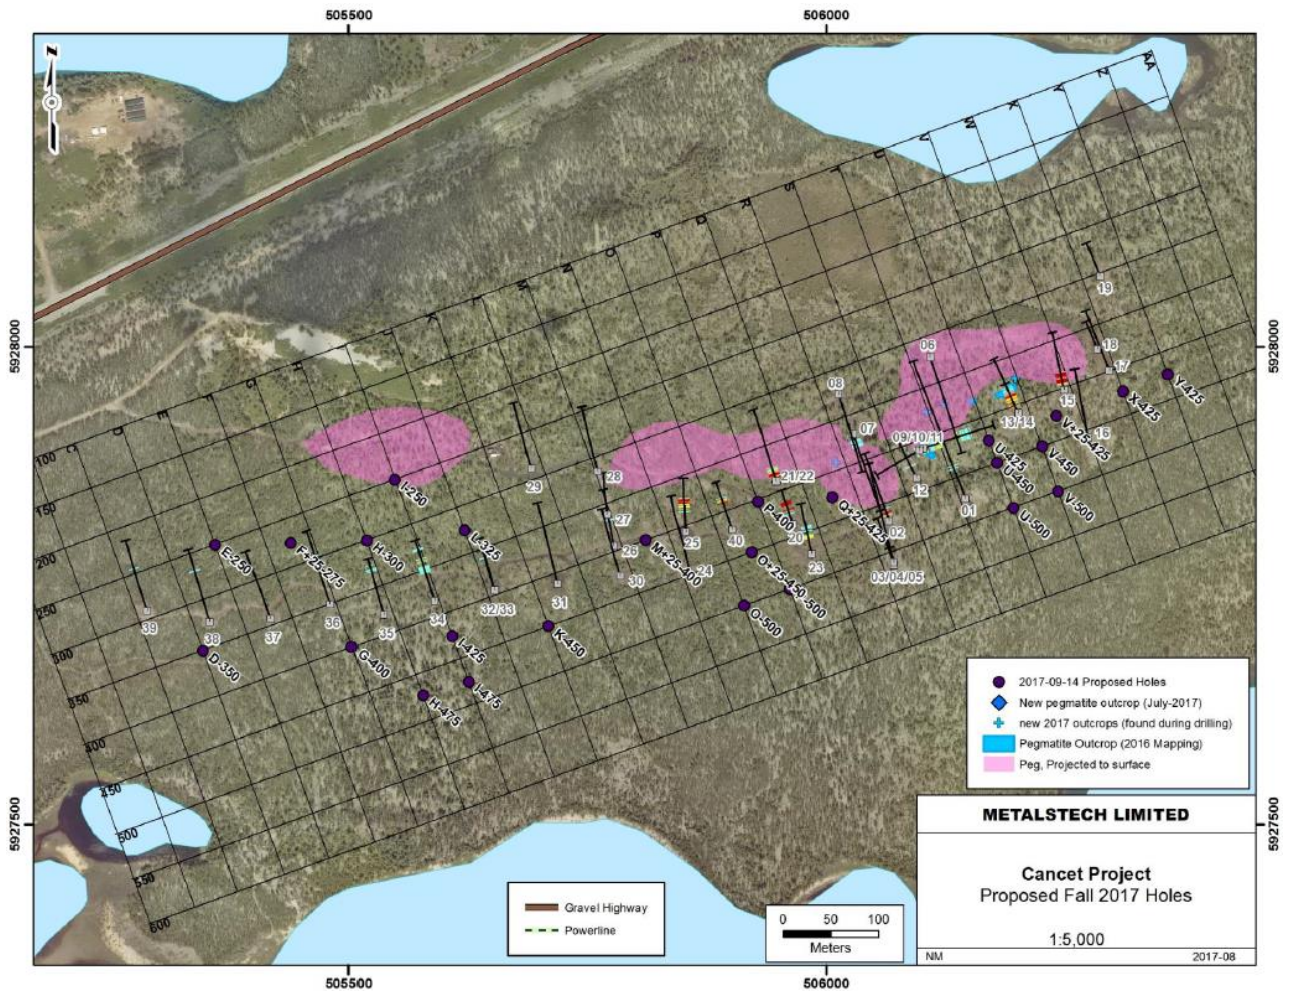 505500
506000
N
AA
Z
Y
X
W
V
U
T
S
R
Q
P
O
N
M
L
K
J
H
G
F
E
D
C
5928000
5928000
19
18
17
06
08
07
09/10/11
13/14
15
16
12
01
02
03/04/05
21/22
20
23
25
40
24
28
29
27
26
30
31
32/33
34
35
36
37
38
39
Y-425
X-425
V+25-425
V-450
V-500
U-425
U-450
U-500
Q+25-425
P-400
O+25-450
-500
O-500
M+25-400
I-250
L-325
H-300
F+25-275
E-250
D-350
G-400
I-425
I-475
H-475
K-450
100
150
200
250
300
350
400
450
500
550
600
2017-09-14 Proposed Holes
New pegmatite outcrop (July-2017)
new 2017 outcrops (found during drilling)
Pegmatite Outcrop (2016 Mapping)
Peg, Projected to surface
5927500
5927500
METALSTECH LIMITED
Cancet Project
Proposed Fall 2017 Holes
1:5,000
NM
2017-08
Gravel Highway
Powerline
0 50 100
Meters
505500
506000